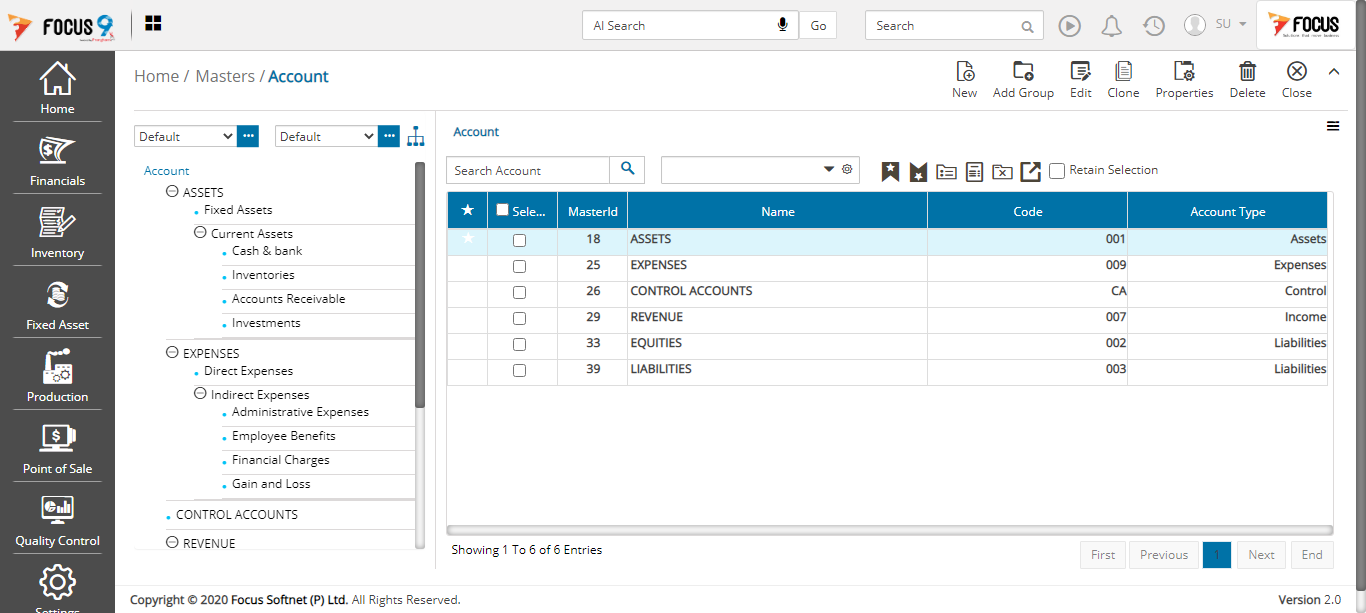 FOCUS 9
AI Search
Go
Search
SU
FOCUS
Home
Financials
Inventory
Fixed Asset
Production
Point of Sale
Quality Control
Settings
Home / Masters / Account
New
Add Group
Edit
Clone
Properties
Delete
Close
Default
Default
Account
ASSETS
Fixed Assets
Current Assets
Cash & bank
Inventories
Accounts Receivable
Investments
EXPENSES
Direct Expenses
Indirect Expenses
Administrative Expenses
Employee Benefits
Financial Charges
Gain and Loss
CONTROL ACCOUNTS
REVENUE
Account
Search Account
Retain Selection
Sele... MasterId Name Code Account Type
18 ASSETS 001 Assets
25 EXPENSES 009 Expenses
26 CONTROL ACCOUNTS CA Control
29 REVENUE 007 Income
33 EQUITIES 002 Liabilities
39 LIABILITIES 003 Liabilities
Showing 1 To 6 of 6 Entries
First Previous 1 Next End
Copyright © 2020 Focus Softnet (P) Ltd. All Rights Reserved.
Version 2.0